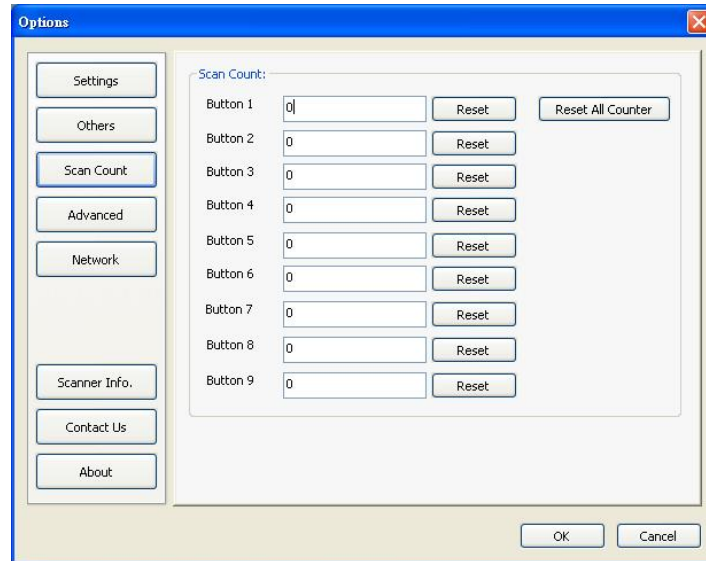 Options
Settings
Others
Scan Count
Advanced
Network
Scanner Info.
Contact Us
About
Scan Count:
Button 1 0 Reset Reset All Counter
Button 2 0 Reset
Button 3 0 Reset
Button 4 0 Reset
Button 5 0 Reset
Button 6 0 Reset
Button 7 0 Reset
Button 8 0 Reset
Button 9 0 Reset
OK Cancel